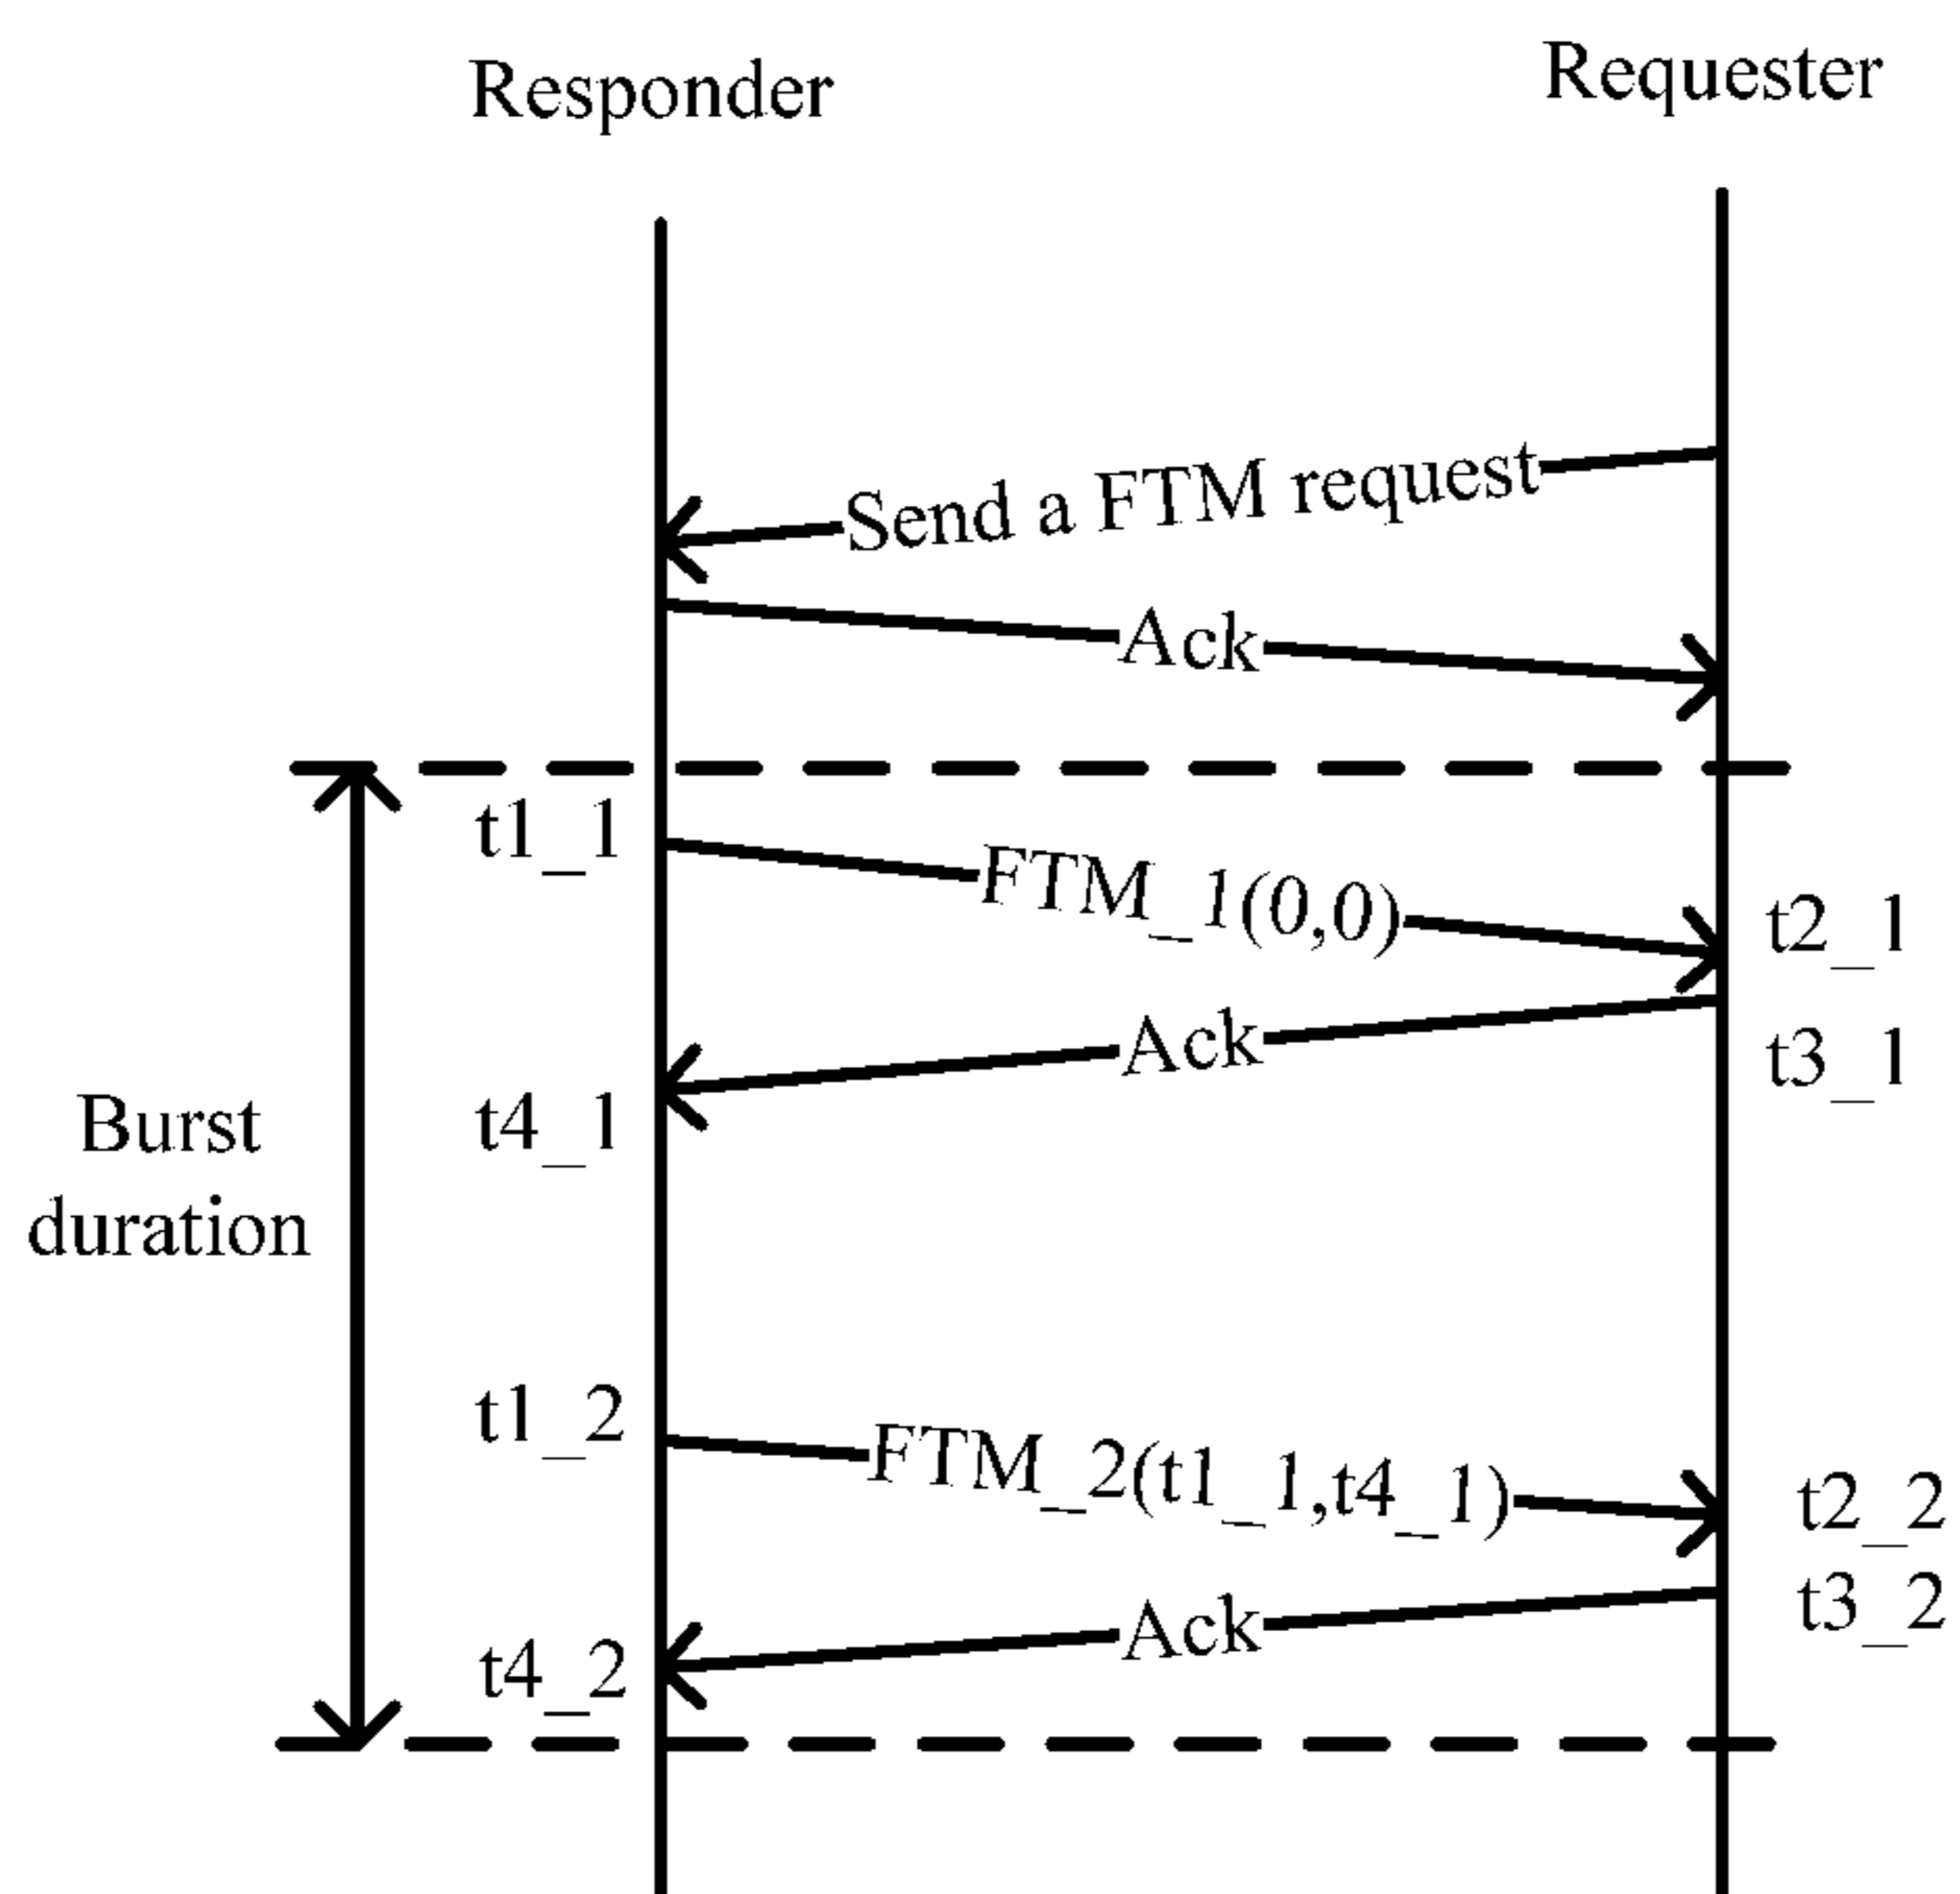 Responder
Requester
Send a FTM request
Ack
t1_1
FTM_1(0,0)
t2_1
Ack
t3_1
t4_1
Burst
duration
t1_2
FTM_2(t1_1,t4_1)
t2_2
t3_2
Ack
t4_2